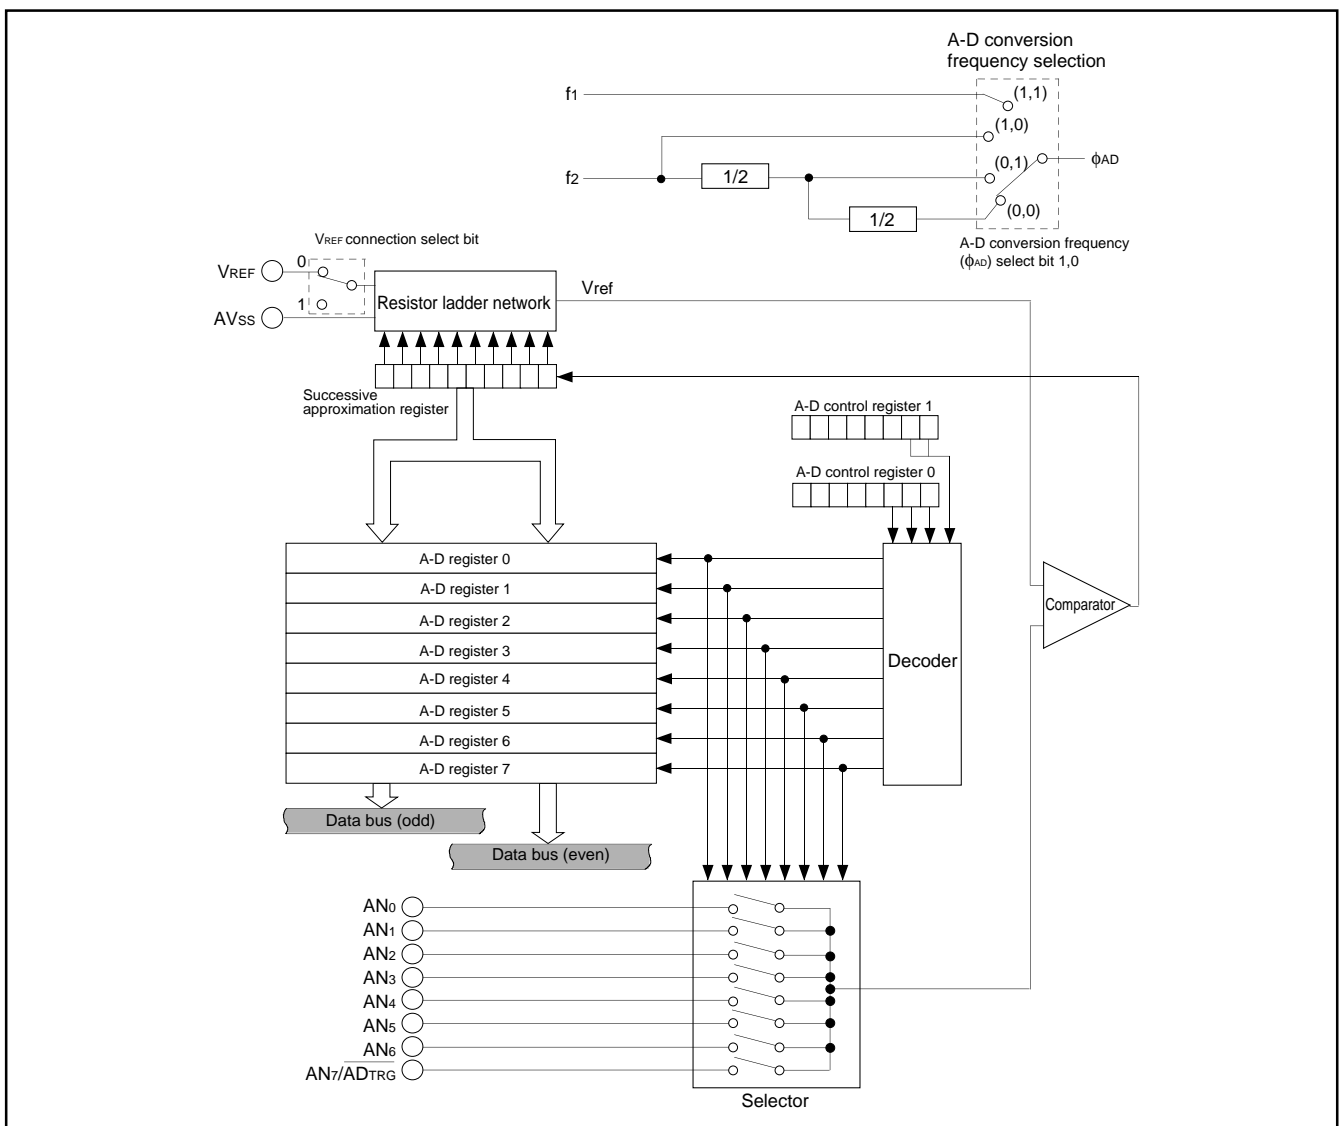 A-D conversion
frequency selection
f1
(1,1)
(1,0)
(0,1)
ϕAD
f2
1/2
1/2
(0,0)
A-D conversion frequency
(ϕAD) select bit 1,0
VREF connection select bit
VREF
0
1
AVSS
Resistor ladder network
Vref
Successive
approximation register
A-D control register 1
A-D control register 0
A-D register 0
A-D register 1
A-D register 2
A-D register 3
A-D register 4
A-D register 5
A-D register 6
A-D register 7
Decoder
Comparator
Data bus (odd)
Data bus (even)
AN0
AN1
AN2
AN3
AN4
AN5
AN6
AN7/ADTRG
Selector